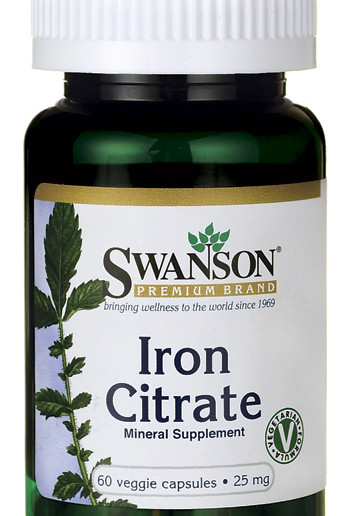 SWANSON®
PREMIUM BRAND
bringing wellness to the world since 1969
Iron
Citrate
Mineral Supplement
VEGETARIAN FORMULA
V
60 veggie capsules • 25 mg